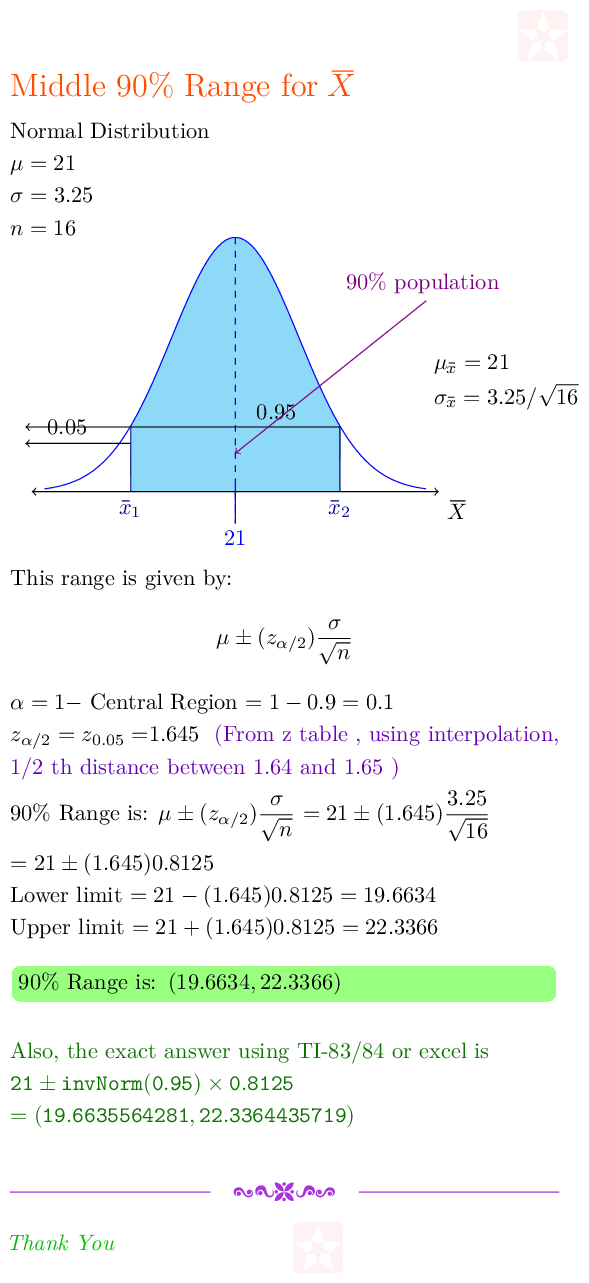 Middle 90% Range for X̅
Normal Distribution
μ = 21
σ = 3.25
n = 16
90% population
μx̄ = 21
σx̄ = 3.25/√16
0.95
0.05
x̄₁
x̄₂
X̅
21
This range is given by:
μ ± (zα/2) σ/√n
α = 1− Central Region = 1 − 0.9 = 0.1
zα/2 = z0.05 =1.645 (From z table , using interpolation,
1/2 th distance between 1.64 and 1.65 )
90% Range is: μ ± (zα/2) σ/√n = 21 ± (1.645) 3.25/√16
= 21 ± (1.645)0.8125
Lower limit = 21 − (1.645)0.8125 = 19.6634
Upper limit = 21 + (1.645)0.8125 = 22.3366
90% Range is: (19.6634, 22.3366)
Also, the exact answer using TI-83/84 or excel is
21 ± invNorm(0.95) × 0.8125
= (19.6635564281, 22.3364435719)
Thank You